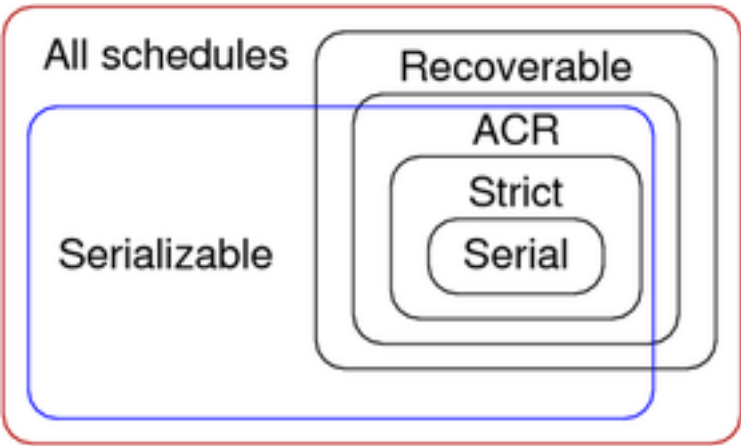 All schedules
Recoverable
ACR
Strict
Serializable
Serial